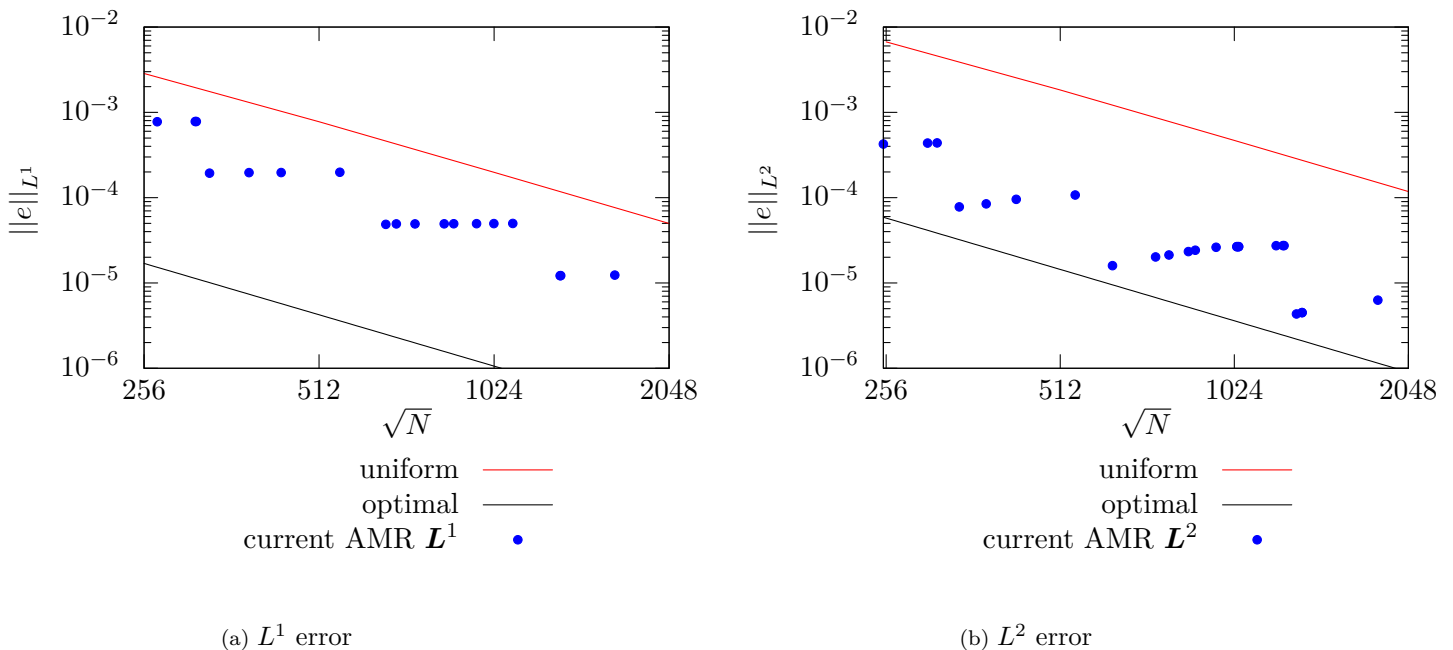 10^{-2}
10^{-3}
10^{-4}
10^{-5}
10^{-6}
||e||_{L^1}
256 512 1024 2048
√N
uniform
optimal
current AMR L^1
(a) L^1 error
10^{-2}
10^{-3}
10^{-4}
10^{-5}
10^{-6}
||e||_{L^2}
256 512 1024 2048
√N
uniform
optimal
current AMR L^2
(b) L^2 error